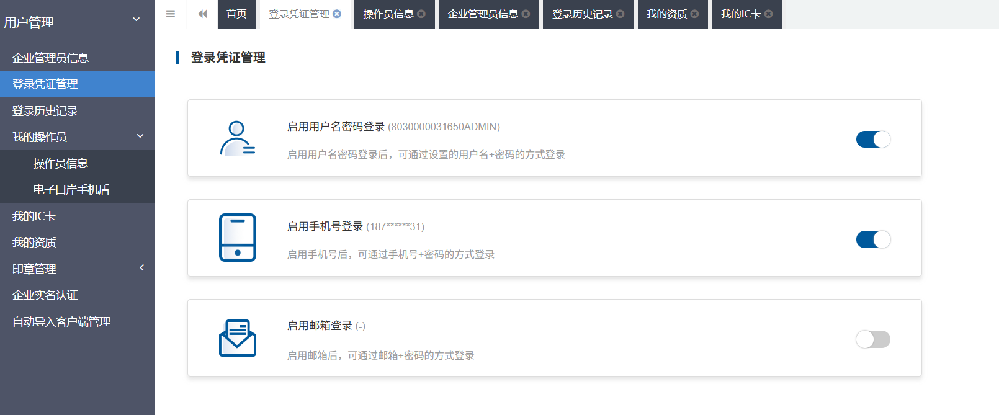 用户管理
企业管理员信息
登录凭证管理
登录历史记录
我的操作员
操作员信息
电子口岸手机盾
我的IC卡
我的资质
印章管理
企业实名认证
自动导入客户端管理
首页 登录凭证管理 操作员信息 企业管理员信息 登录历史记录 我的资质 我的IC卡
登录凭证管理
启用用户名密码登录 (8030000031650ADMIN)
启用用户名密码登录后，可通过设置的用户名+密码的方式登录
启用手机号登录 (187******31)
启用手机号后，可通过手机号+密码的方式登录
启用邮箱登录 (-)
启用邮箱后，可通过邮箱+密码的方式登录